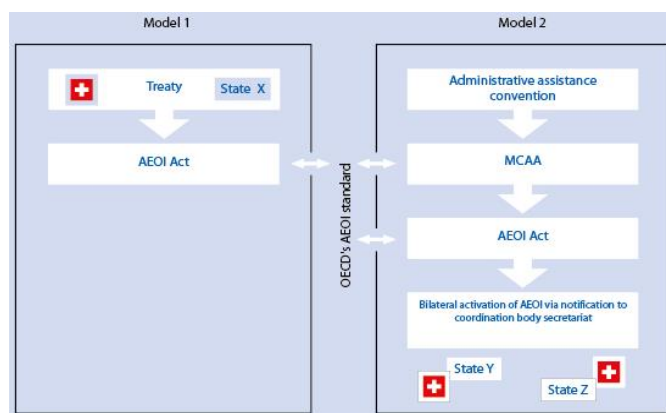 Model 1
Treaty
State X
AEOI Act
OECD's AEOI standard
Model 2
Administrative assistance
convention
MCAA
AEOI Act
Bilateral activation of AEOI via notification to
coordination body secretariat
State Y
State Z